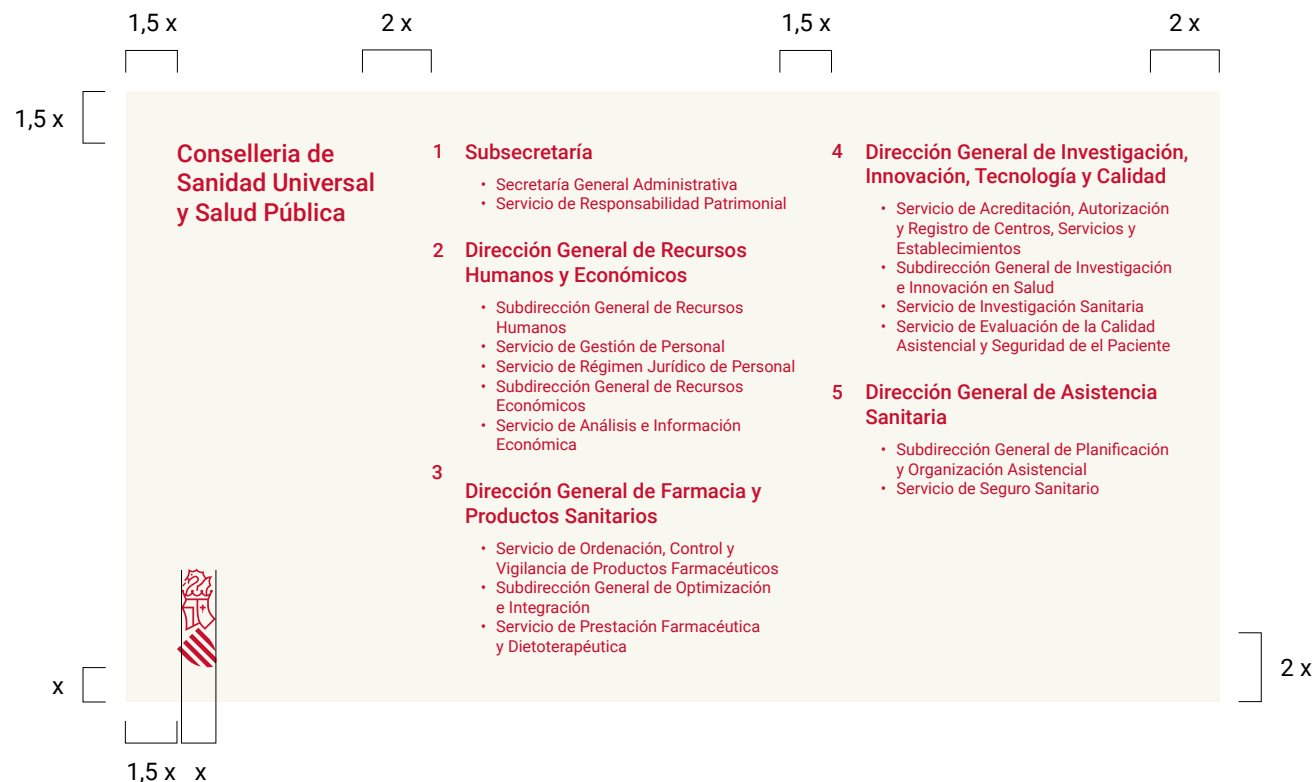 1,5 x
2 x
1,5 x
2 x
1,5 x
Conselleria de
Sanidad Universal
y Salud Pública
1 Subsecretaría
• Secretaría General Administrativa
• Servicio de Responsabilidad Patrimonial
2 Dirección General de Recursos
Humanos y Económicos
• Subdirección General de Recursos
Humanos
• Servicio de Gestión de Personal
• Servicio de Régimen Jurídico de Personal
• Subdirección General de Recursos
Económicos
• Servicio de Análisis e Información
Económica
3
Dirección General de Farmacia y
Productos Sanitarios
• Servicio de Ordenación, Control y
Vigilancia de Productos Farmacéuticos
• Subdirección General de Optimización
e Integración
• Servicio de Prestación Farmacéutica
y Dietoterapéutica
4 Dirección General de Investigación,
Innovación, Tecnología y Calidad
• Servicio de Acreditación, Autorización
y Registro de Centros, Servicios y
Establecimientos
• Subdirección General de Investigación
e Innovación en Salud
• Servicio de Investigación Sanitaria
• Servicio de Evaluación de la Calidad
Asistencial y Seguridad de el Paciente
5 Dirección General de Asistencia
Sanitaria
• Subdirección General de Planificación
y Organización Asistencial
• Servicio de Seguro Sanitario
x
2 x
1,5 x
x